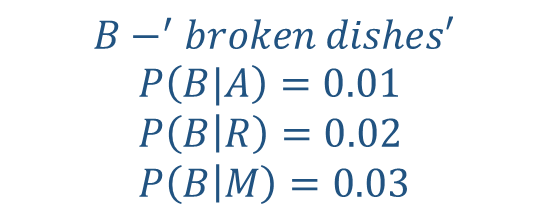 B −′ broken dishes′
P(B|A) = 0.01
P(B|R) = 0.02
P(B|M) = 0.03